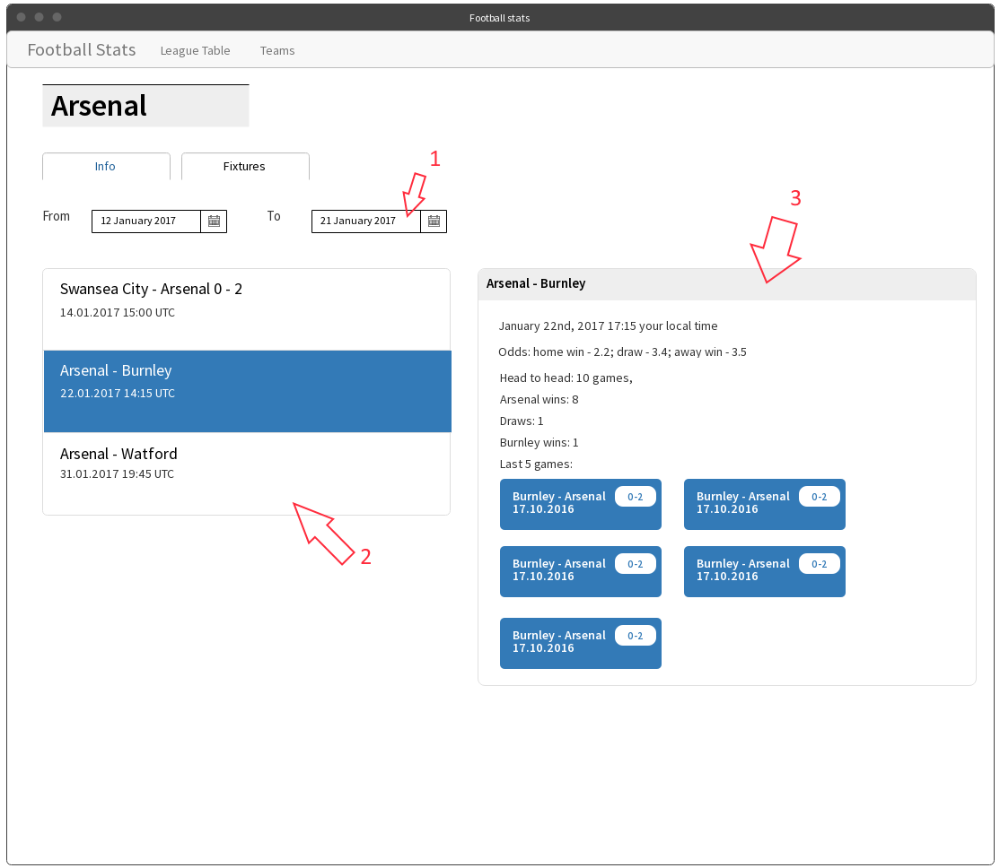 Football stats
Football Stats League Table Teams
Arsenal
Info Fixtures
1
From 12 January 2017 To 21 January 2017
3
Swansea City - Arsenal 0 - 2
14.01.2017 15:00 UTC
Arsenal - Burnley
22.01.2017 14:15 UTC
Arsenal - Watford
31.01.2017 19:45 UTC
2
Arsenal - Burnley
January 22nd, 2017 17:15 your local time
Odds: home win - 2.2; draw - 3.4; away win - 3.5
Head to head: 10 games,
Arsenal wins: 8
Draws: 1
Burnley wins: 1
Last 5 games:
Burnley - Arsenal 0-2
17.10.2016
Burnley - Arsenal 0-2
17.10.2016
Burnley - Arsenal 0-2
17.10.2016
Burnley - Arsenal 0-2
17.10.2016
Burnley - Arsenal 0-2
17.10.2016